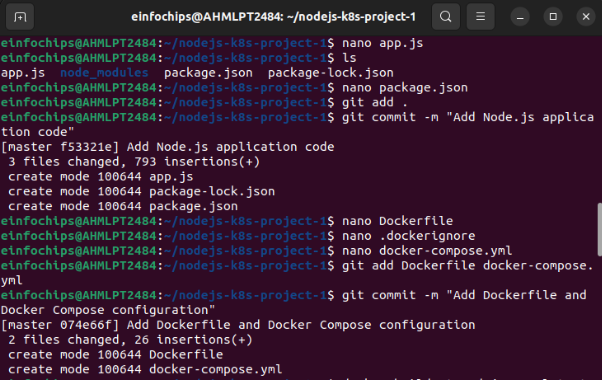 einfochips@AHMLPT2484: ~/nodejs-k8s-project-1
einfochips@AHMLPT2484:~/nodejs-k8s-project-1$ nano app.js
einfochips@AHMLPT2484:~/nodejs-k8s-project-1$ ls
app.js  node_modules  package.json  package-lock.json
einfochips@AHMLPT2484:~/nodejs-k8s-project-1$ nano package.json
einfochips@AHMLPT2484:~/nodejs-k8s-project-1$ git add .
einfochips@AHMLPT2484:~/nodejs-k8s-project-1$ git commit -m "Add Node.js applica
tion code"
[master f53321e] Add Node.js application code
 3 files changed, 793 insertions(+)
 create mode 100644 app.js
 create mode 100644 package-lock.json
 create mode 100644 package.json
einfochips@AHMLPT2484:~/nodejs-k8s-project-1$ nano Dockerfile
einfochips@AHMLPT2484:~/nodejs-k8s-project-1$ nano .dockerignore
einfochips@AHMLPT2484:~/nodejs-k8s-project-1$ nano docker-compose.yml
einfochips@AHMLPT2484:~/nodejs-k8s-project-1$ git add Dockerfile docker-compose.
yml
einfochips@AHMLPT2484:~/nodejs-k8s-project-1$ git commit -m "Add Dockerfile and
Docker Compose configuration"
[master 074e66f] Add Dockerfile and Docker Compose configuration
 2 files changed, 26 insertions(+)
 create mode 100644 Dockerfile
 create mode 100644 docker-compose.yml